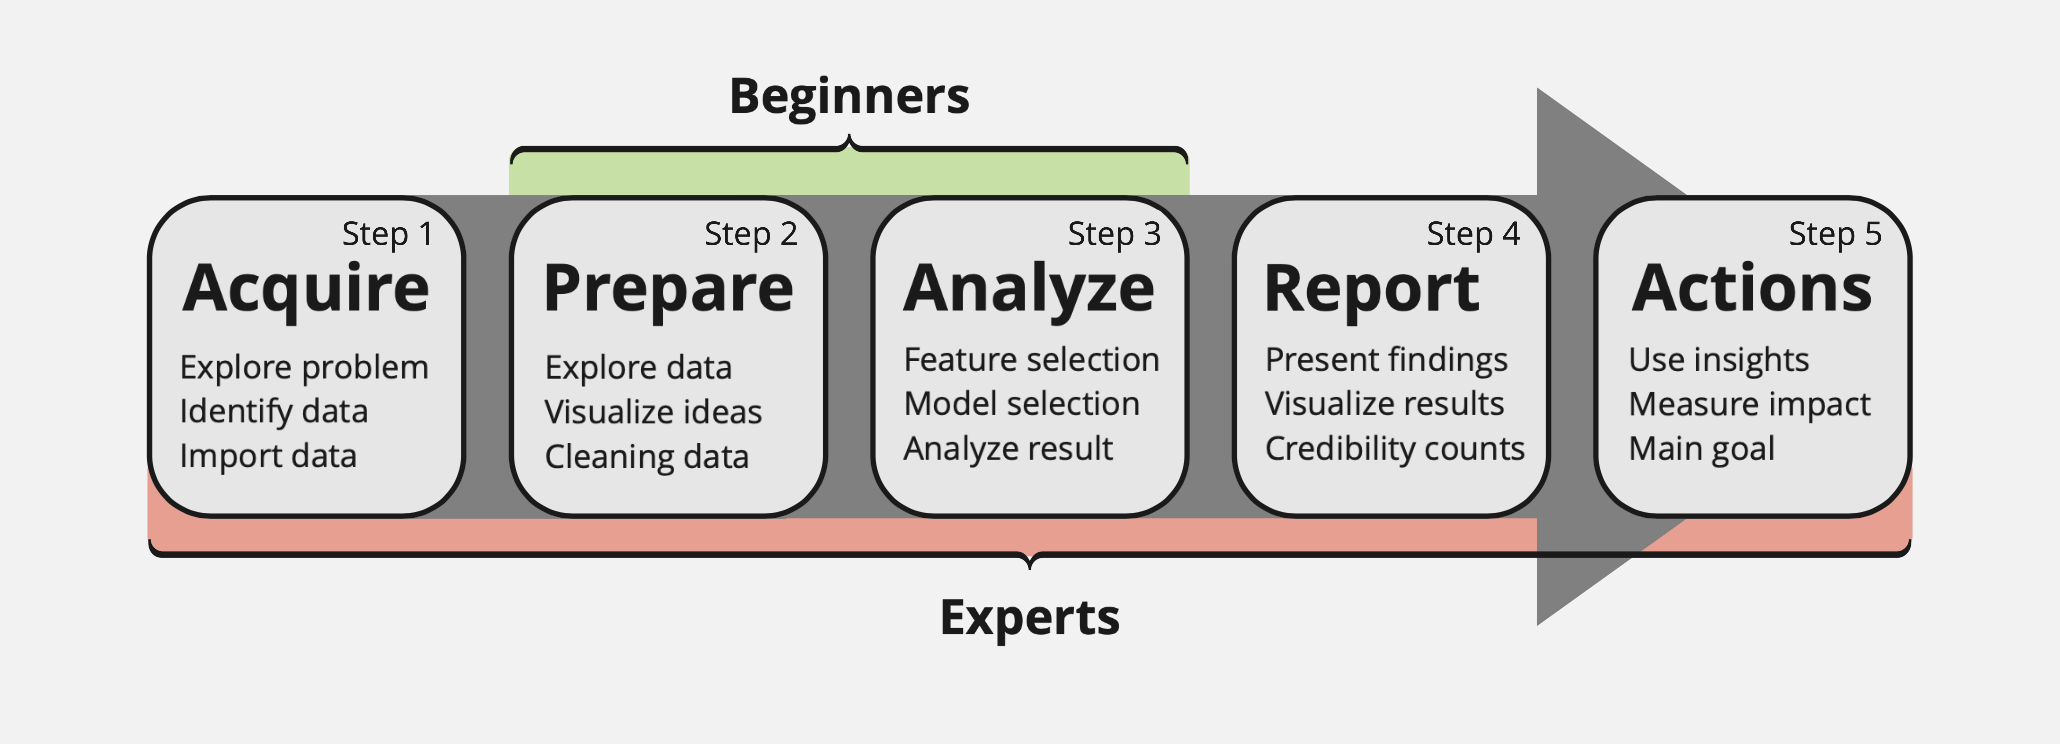 Beginners
Step 1
Acquire
Explore problem
Identify data
Import data
Step 2
Prepare
Explore data
Visualize ideas
Cleaning data
Step 3
Analyze
Feature selection
Model selection
Analyze result
Step 4
Report
Present findings
Visualize results
Credibility counts
Step 5
Actions
Use insights
Measure impact
Main goal
Experts